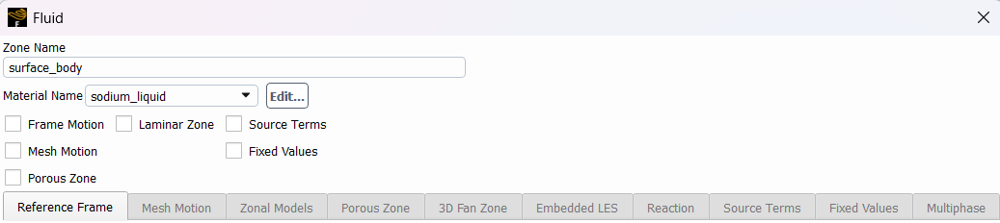 Fluid
Zone Name
surface_body
Material Name sodium_liquid Edit...
Frame Motion Laminar Zone Source Terms
Mesh Motion Fixed Values
Porous Zone
Reference Frame Mesh Motion Zonal Models Porous Zone 3D Fan Zone Embedded LES Reaction Source Terms Fixed Values Multiphase